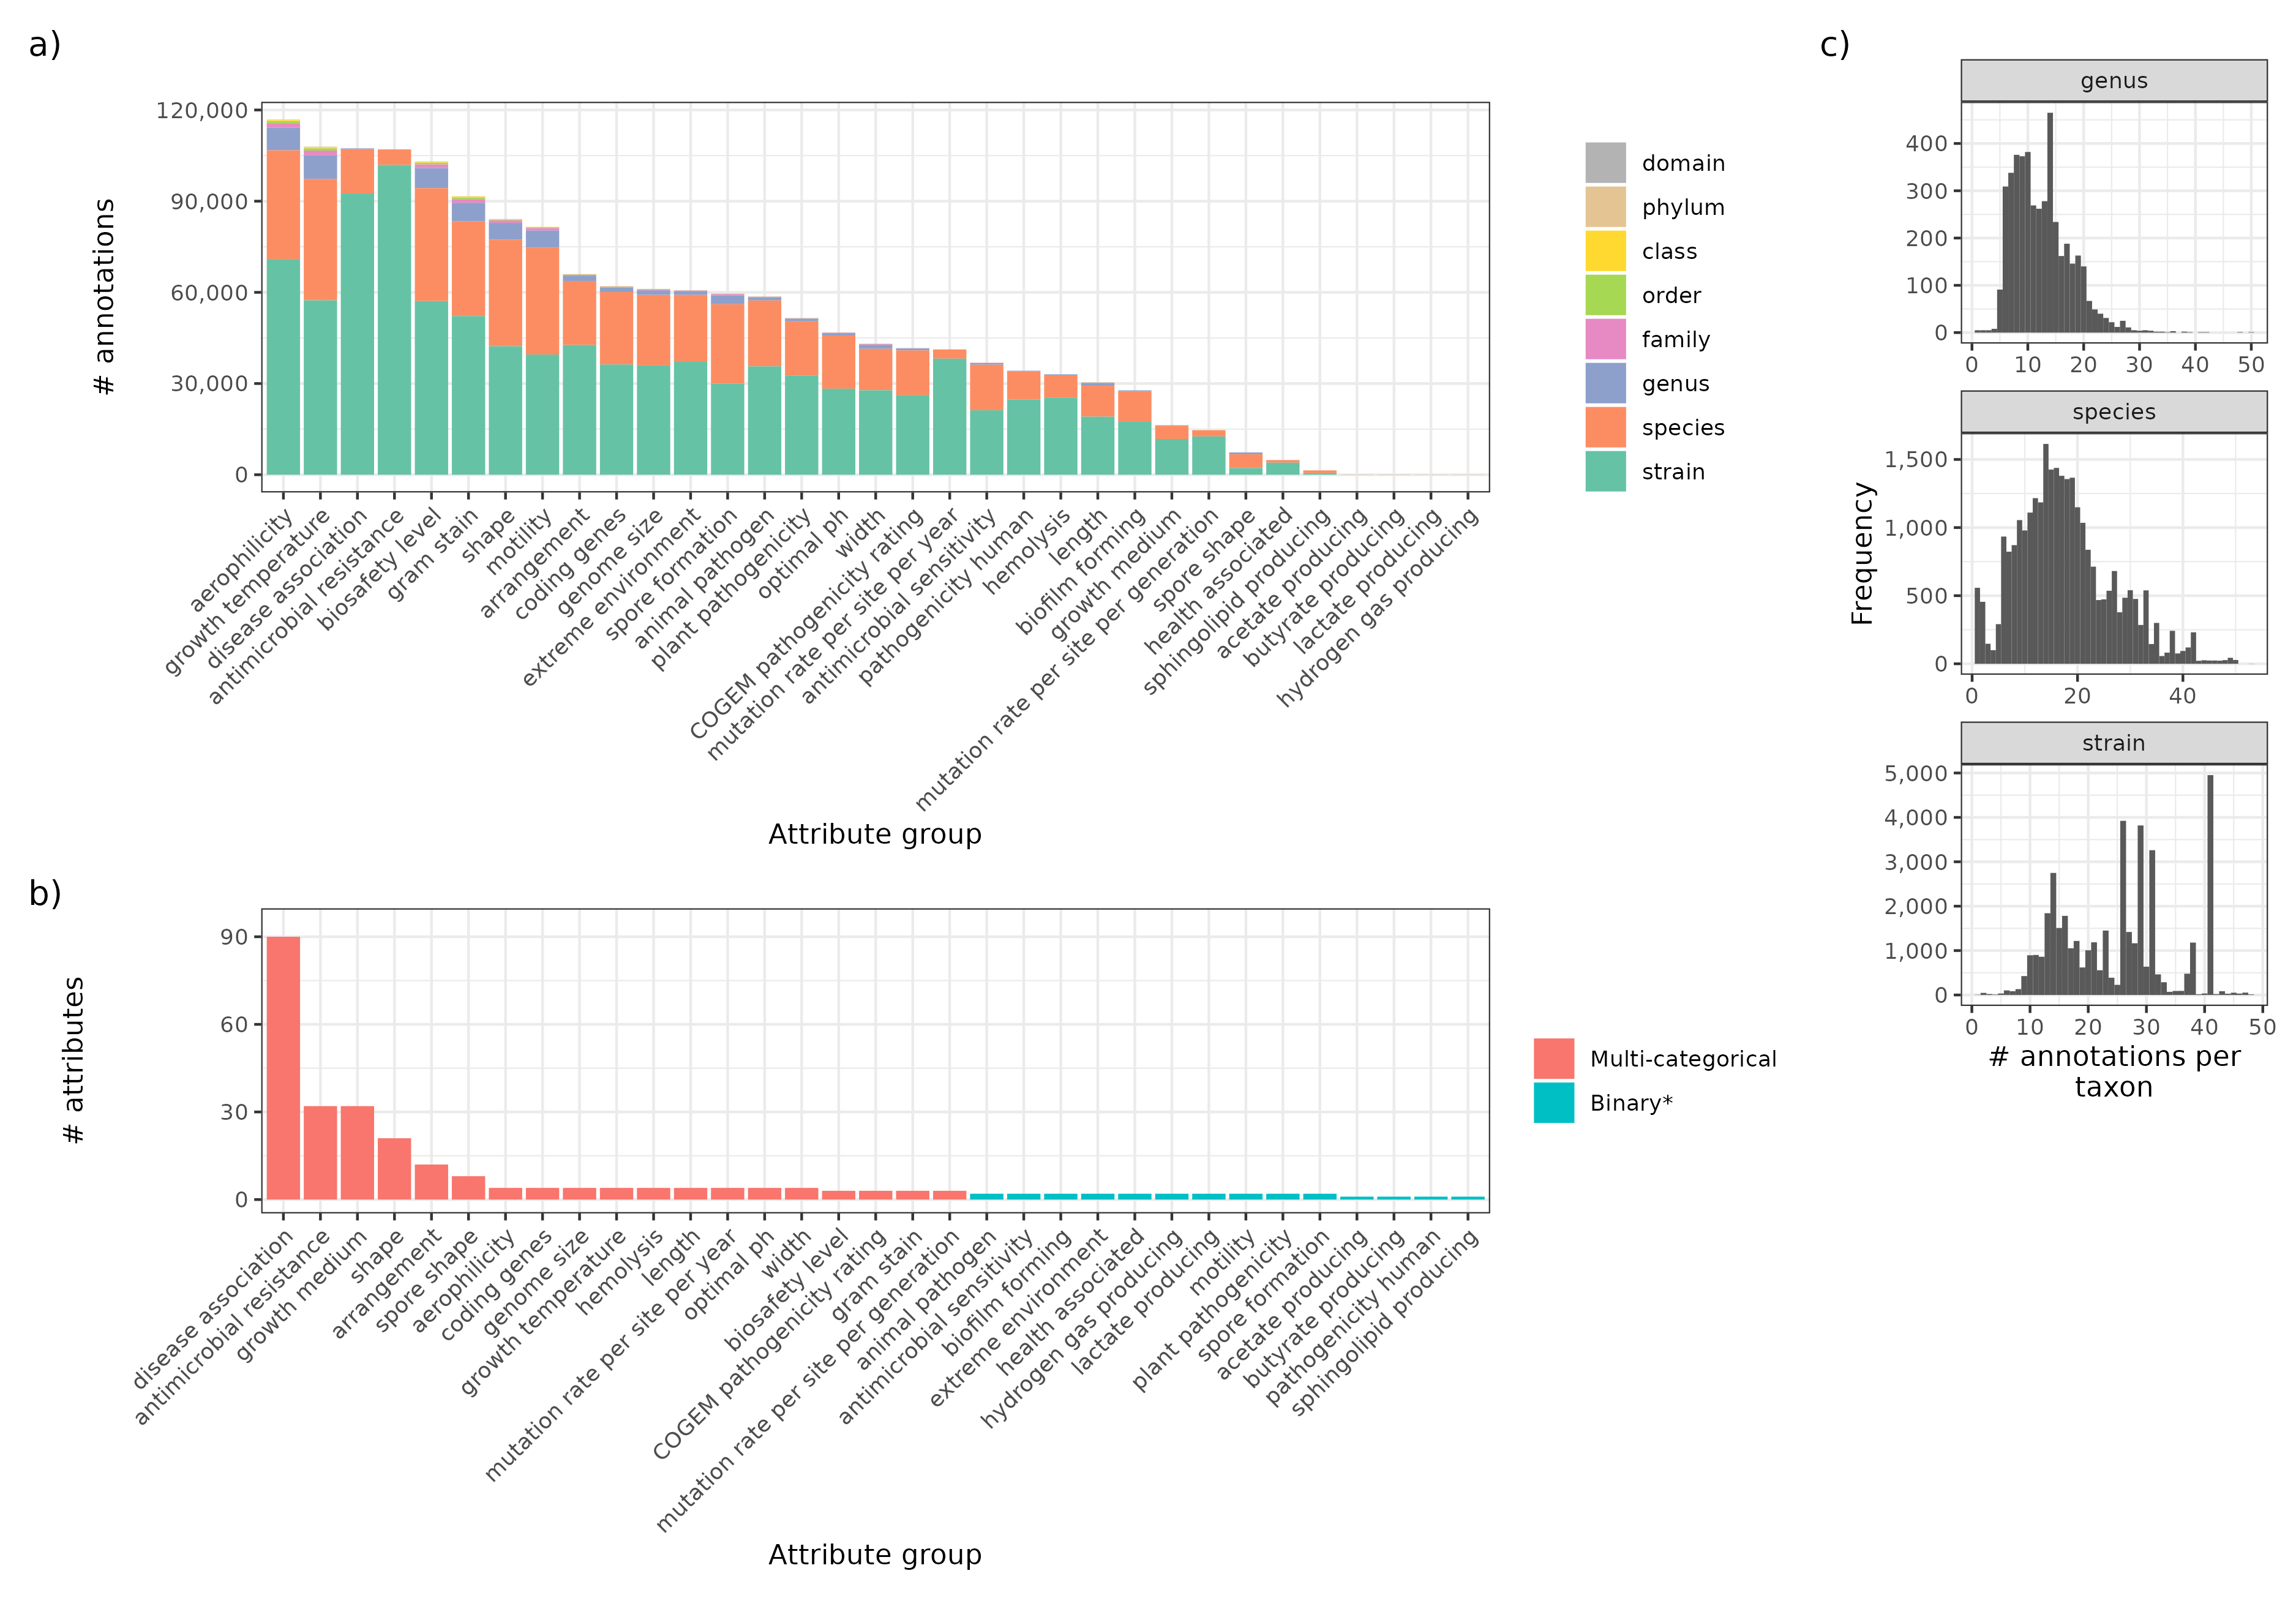 a)
120,000
90,000
60,000
30,000
0
# annotations
aerophilicity
growth temperature
disease association
antimicrobial resistance
biosafety level
gram stain
shape
motility
arrangement
coding genes
genome size
extreme environment
spore formation
animal pathogen
plant pathogenicity
optimal ph
width
COGEM pathogenicity rating
mutation rate per site per year
antimicrobial sensitivity
pathogenicity human
hemolysis
length
biofilm forming
growth medium
mutation rate per site per generation
spore shape
health associated
sphingolipid producing
acetate producing
butyrate producing
lactate producing
hydrogen gas producing
Attribute group
domain
phylum
class
order
family
genus
species
strain
b)
90
60
30
0
# attributes
disease association
antimicrobial resistance
growth medium
shape
arrangement
spore shape
aerophilicity
coding genes
genome size
growth temperature
hemolysis
length
mutation rate per site per year
optimal ph
width
biosafety level
COGEM pathogenicity rating
gram stain
mutation rate per site per generation
animal pathogen
antimicrobial sensitivity
biofilm forming
extreme environment
health associated
hydrogen gas producing
lactate producing
motility
plant pathogenicity
spore formation
acetate producing
butyrate producing
pathogenicity human
sphingolipid producing
Attribute group
Multi-categorical
Binary*
c)
genus
400
300
200
100
0
0 10 20 30 40 50
species
1,500
1,000
500
0
0 20 40
Frequency
strain
5,000
4,000
3,000
2,000
1,000
0
0 10 20 30 40 50
# annotations per
taxon